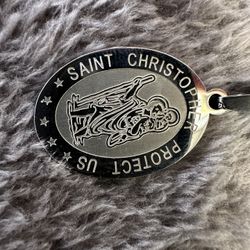 SAINT CHRISTOPHER PROTECT US